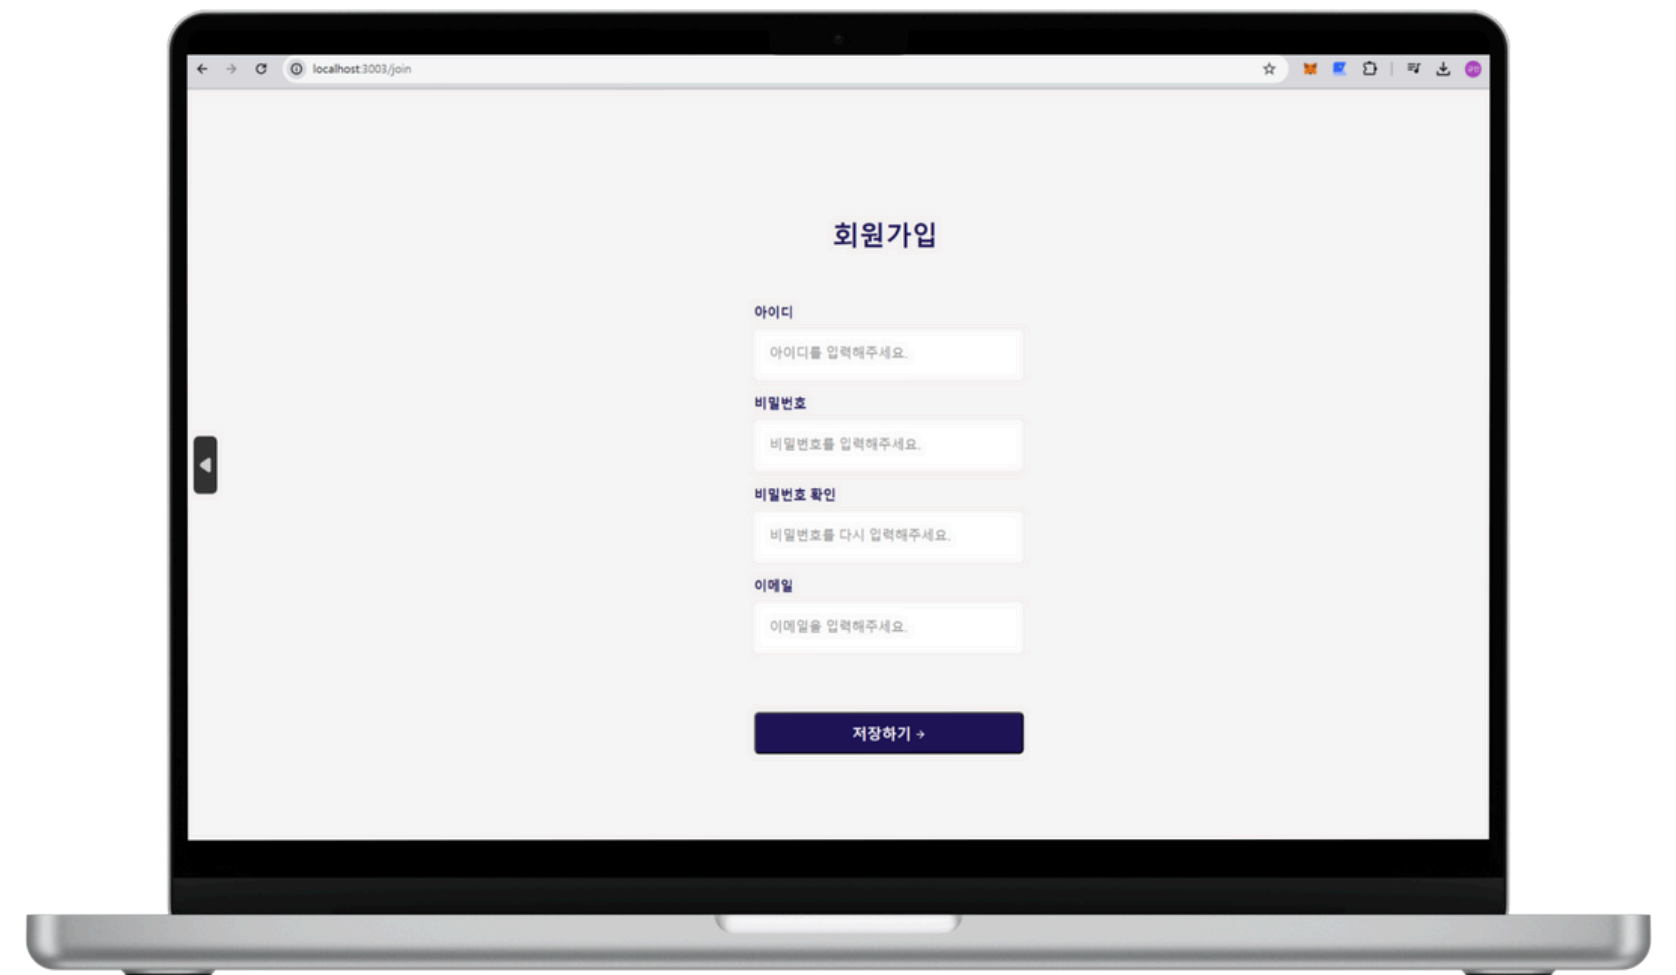 localhost:3003/join
회원가입
아이디
아이디를 입력해주세요.
비밀번호
비밀번호를 입력해주세요.
비밀번호 확인
비밀번호를 다시 입력해주세요.
이메일
이메일을 입력해주세요.
저장하기 →